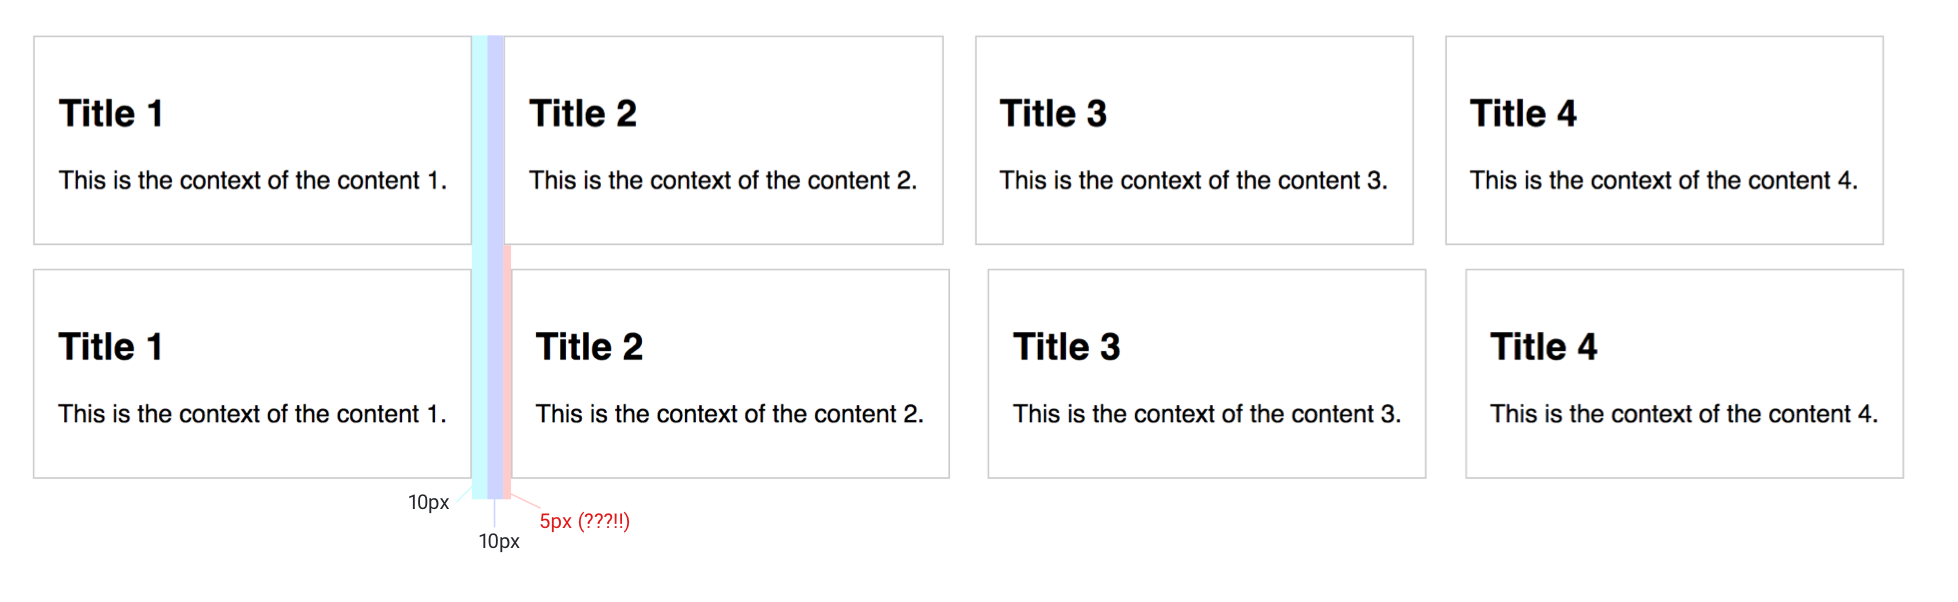 Title 1
This is the context of the content 1.
Title 2
This is the context of the content 2.
Title 3
This is the context of the content 3.
Title 4
This is the context of the content 4.
Title 1
This is the context of the content 1.
Title 2
This is the context of the content 2.
Title 3
This is the context of the content 3.
Title 4
This is the context of the content 4.
10px
5px (???!!)
10px